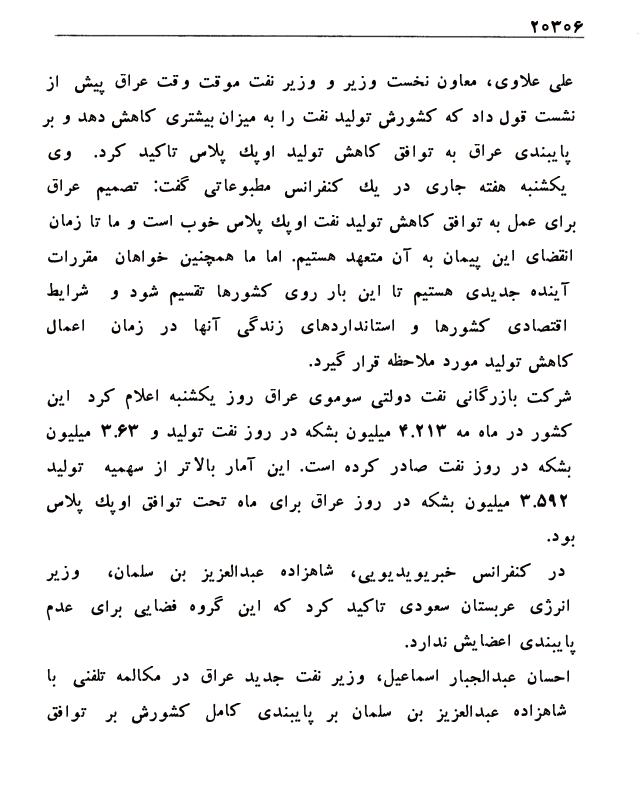 ۲۰۳۰۶
علی علاوی، معاون نخست وزیر و وزیر نفت موقت وقت عراق پیش از
نشست قول داد که کشورش تولید نفت را به میزان بیشتری کاهش دهد و بر
پایبندی عراق به توافق کاهش تولید اوپک پلاس تاکید کرد. وی
یکشنبه هفته جاری در یك کنفرانس مطبوعاتی گفت: تصمیم عراق
برای عمل به توافق کاهش تولید نفت اوپك پلاس خوب است و ما تا زمان
انقضای این پیمان به آن متعهد هستیم. اما ما همچنین خواهان مقررات
آینده جدیدی هستیم تا این بار روی کشورها تقسیم شود و شرایط
اقتصادی کشورها و استانداردهای زندگی آنها در زمان اعمال
کاهش تولید مورد ملاحظه قرار گیرد.
شرکت بازرگانی نفت دولتی سوموی عراق روز یکشنبه اعلام کرد این
کشور در ماه مه ۴.۲۱۳ میلیون بشکه در روز نفت تولید و ۳.۶۳ میلیون
بشکه در روز نفت صادر کرده است. این آمار بالاتر از سهمیه تولید
۳.۵۹۲ میلیون بشکه در روز عراق برای ماه تحت توافق اوپك پلاس
بود.
در کنفرانس خبریویدیویی، شاهزاده عبدالعزیز بن سلمان، وزیر
انرژی عربستان سعودی تاکید کرد که این گروه فضایی برای عدم
پایبندی اعضایش ندارد.
احسان عبدالجبار اسماعیل، وزیر نفت جدید عراق در مکالمه تلفنی با
شاهزاده عبدالعزیز بن سلمان بر پایبندی کامل کشورش بر توافق